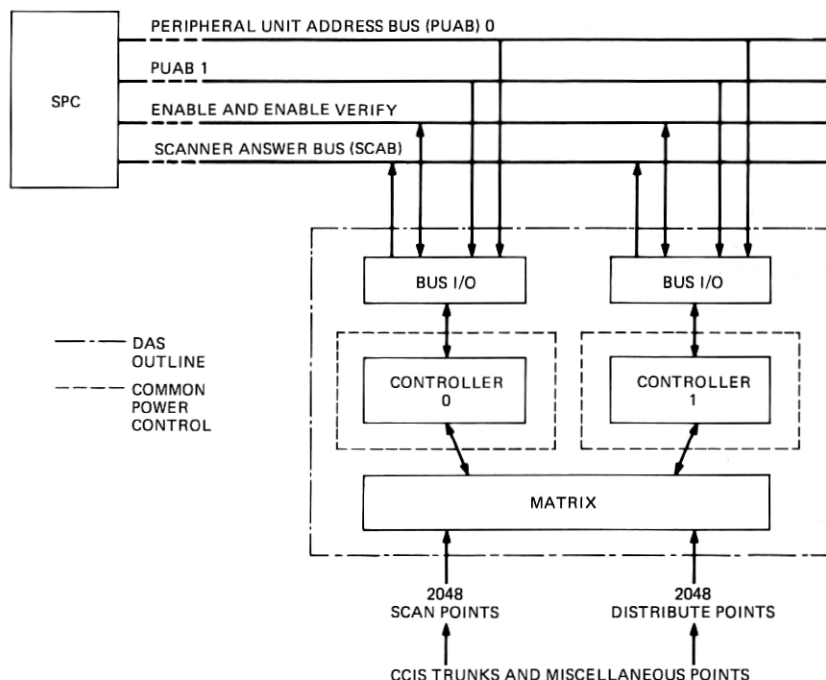 PERIPHERAL UNIT ADDRESS BUS (PUAB) 0
PUAB 1
SPC
ENABLE AND ENABLE VERIFY
SCANNER ANSWER BUS (SCAB)
BUS I/O
BUS I/O
DAS
OUTLINE
COMMON
POWER
CONTROL
CONTROLLER
0
CONTROLLER
1
MATRIX
2048
SCAN POINTS
2048
DISTRIBUTE POINTS
CCIS TRUNKS AND MISCELLANEOUS POINTS